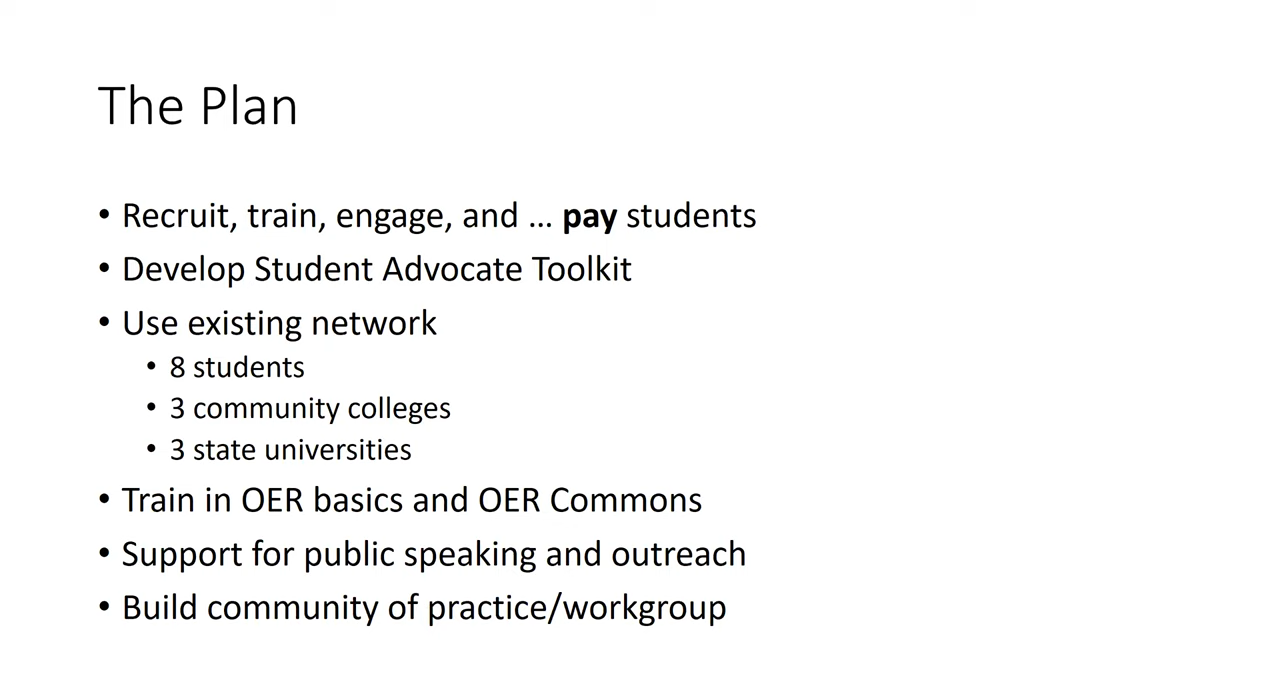 The Plan
• Recruit, train, engage, and … pay students
• Develop Student Advocate Toolkit
• Use existing network
• 8 students
• 3 community colleges
• 3 state universities
• Train in OER basics and OER Commons
• Support for public speaking and outreach
• Build community of practice/workgroup